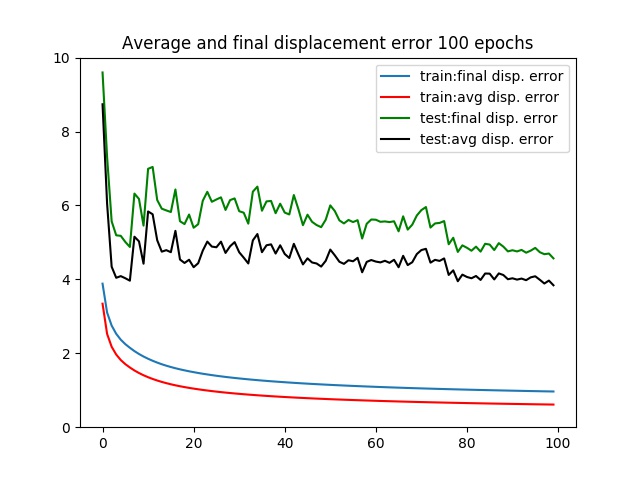 Average and final displacement error 100 epochs
train:final disp. error
train:avg disp. error
test:final disp. error
test:avg disp. error
10
8
6
4
2
0
0 20 40 60 80 100